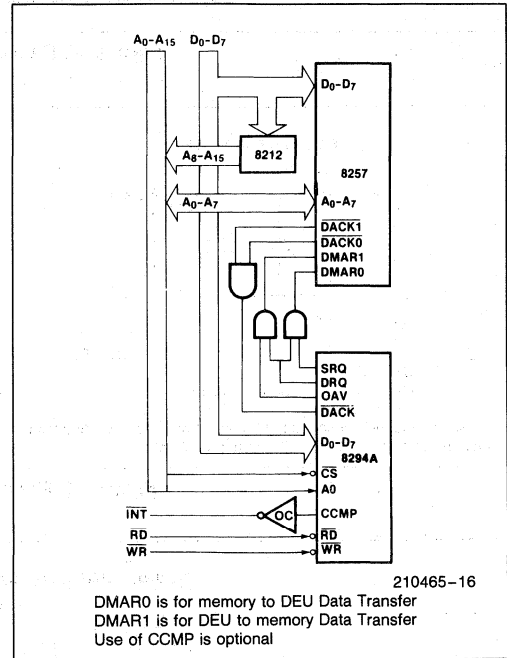 A0–A15 D0–D7
D0–D7
8212
A8–A15
8257
A0–A7
A0–A7
DACK1
DACK0
DMAR1
DMAR0
SRQ
DRQ
OAV
DACK
D0–D7
8294A
CS
A0
INT
OC
CCMP
RD
RD
WR
WR
210465–16
DMAR0 is for memory to DEU Data Transfer
DMAR1 is for DEU to memory Data Transfer
Use of CCMP is optional